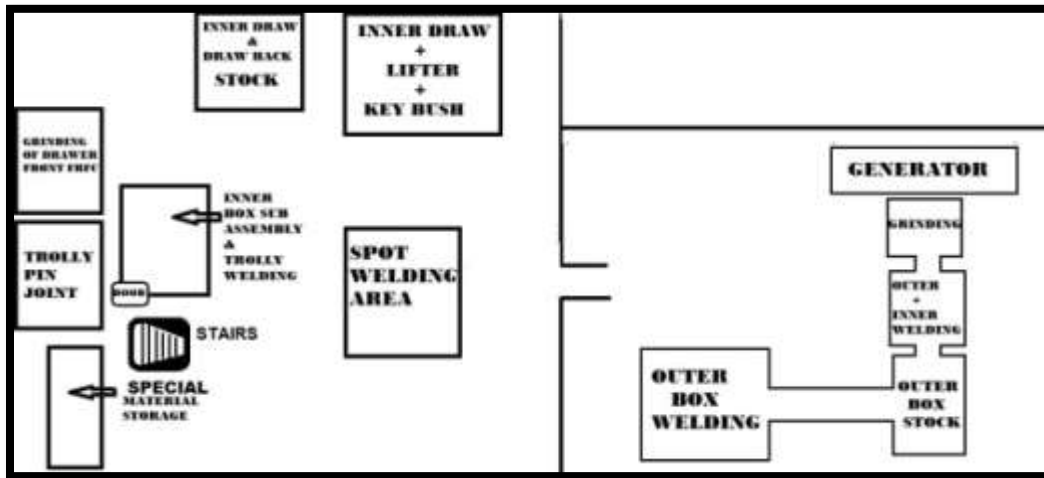 INNER DRAW
&
DRAW BACK
STOCK
INNER DRAW
+
LIFTER
+
KEY BUSH
GRINDING
OF DRAWER
FRONT
INNER
BOX SUB
ASSEMBLY
&
TROLLY
WELDING
TROLLY
PIN
JOINT
DOOR
STAIRS
SPECIAL
MATERIAL
STORAGE
SPOT
WELDING
AREA
GENERATOR
GRINDING
OUTER
+
INNER
WELDING
OUTER
BOX
WELDING
OUTER
BOX
STOCK